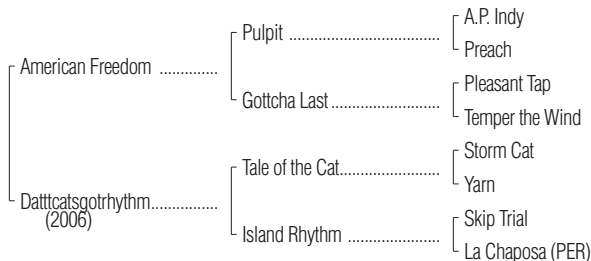 A.P. Indy
Pulpit ..............................
Preach
American Freedom ..............
Pleasant Tap
Gottcha Last......................
Temper the Wind
Storm Cat
Tale of the Cat....................
Yarn
Datttcatsgotrhythm................
(2006)
Skip Trial
Island Rhythm ..................
La Chaposa (PER)